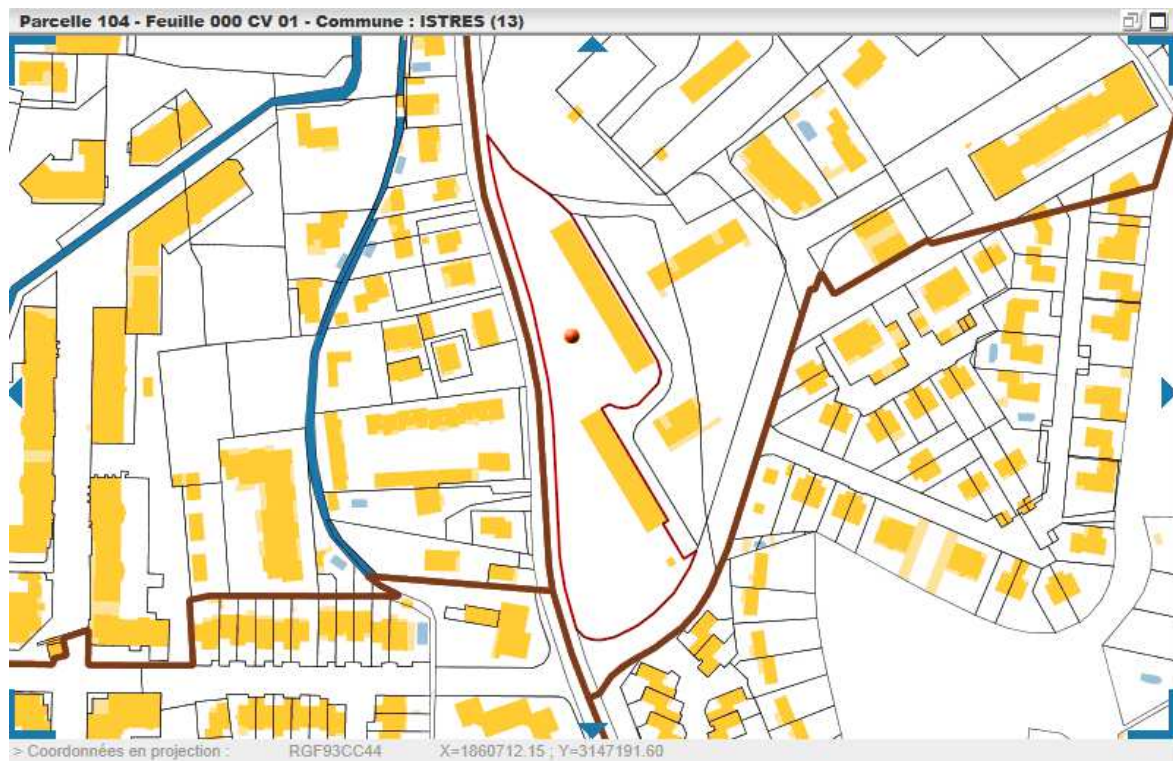 Parcelle 104 - Feuille 000 CV 01 - Commune : ISTRES (13)
> Coordonnées en projection : RGF93CC44 X=1860712.15 ; Y=3147191.60